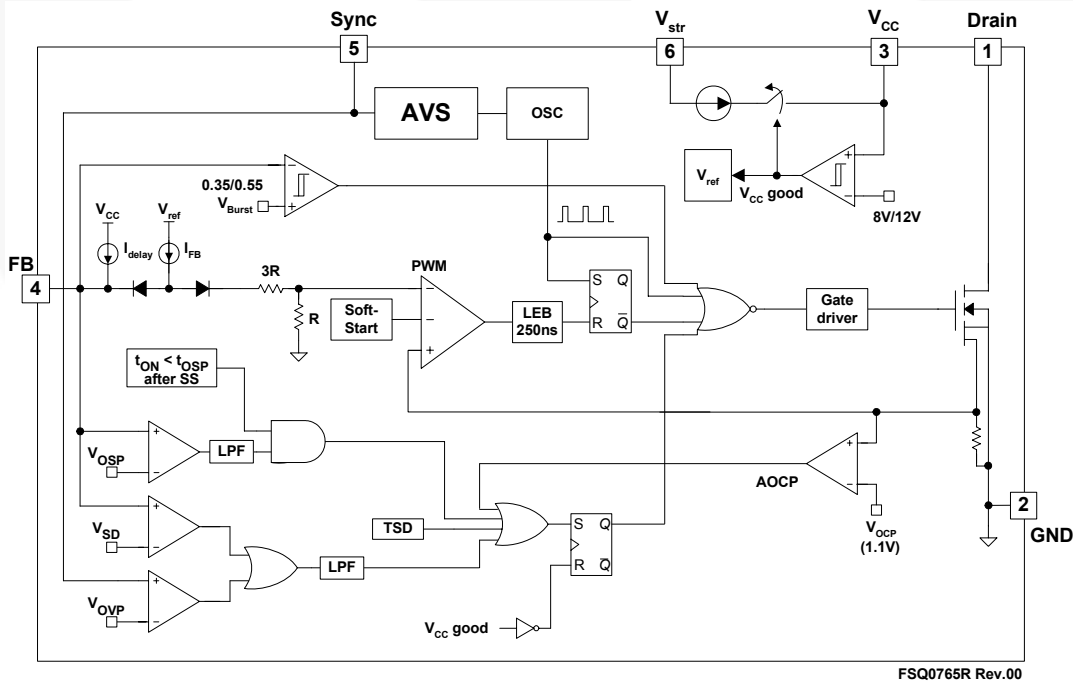 Sync
5
Vstr
6
VCC
3
Drain
1
AVS
OSC
0.35/0.55
VBurst
−
+
Vref
VCC good
+
−
8V/12V
VCC
Vref
Idelay
IFB
FB
4
3R
R
PWM
Soft-
Start
−
−
+
LEB
250ns
S Q
R Q̅
Gate
driver
tON < tOSP
after SS
VOSP
+
−
LPF
AOCP
+
−
VOCP
(1.1V)
2
GND
VSD
+
−
TSD
S Q
R Q̅
LPF
VOVP
+
−
VCC good
FSQ0765R Rev.00